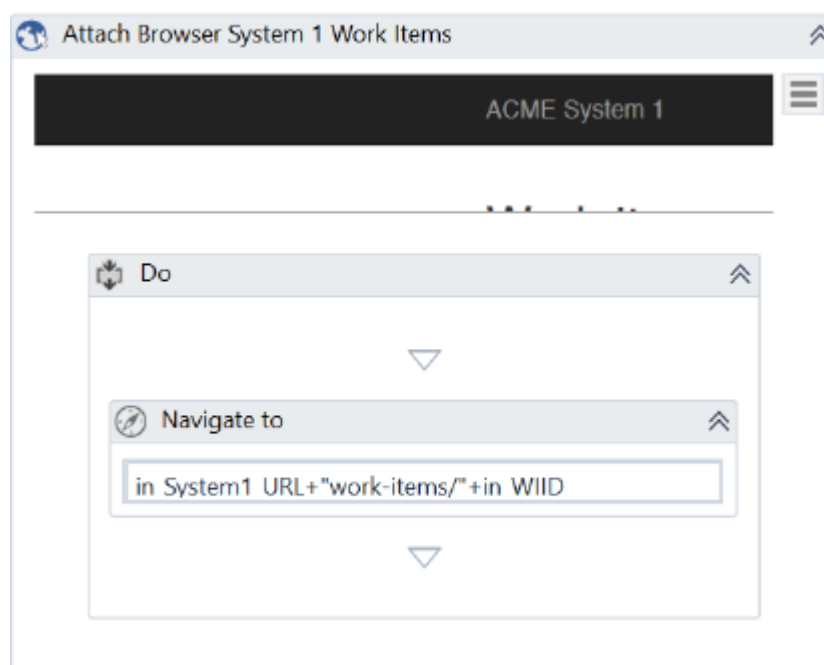 Attach Browser System 1 Work Items
ACME System 1
Do
Navigate to
in System1 URL+"work-items/"+in WIID